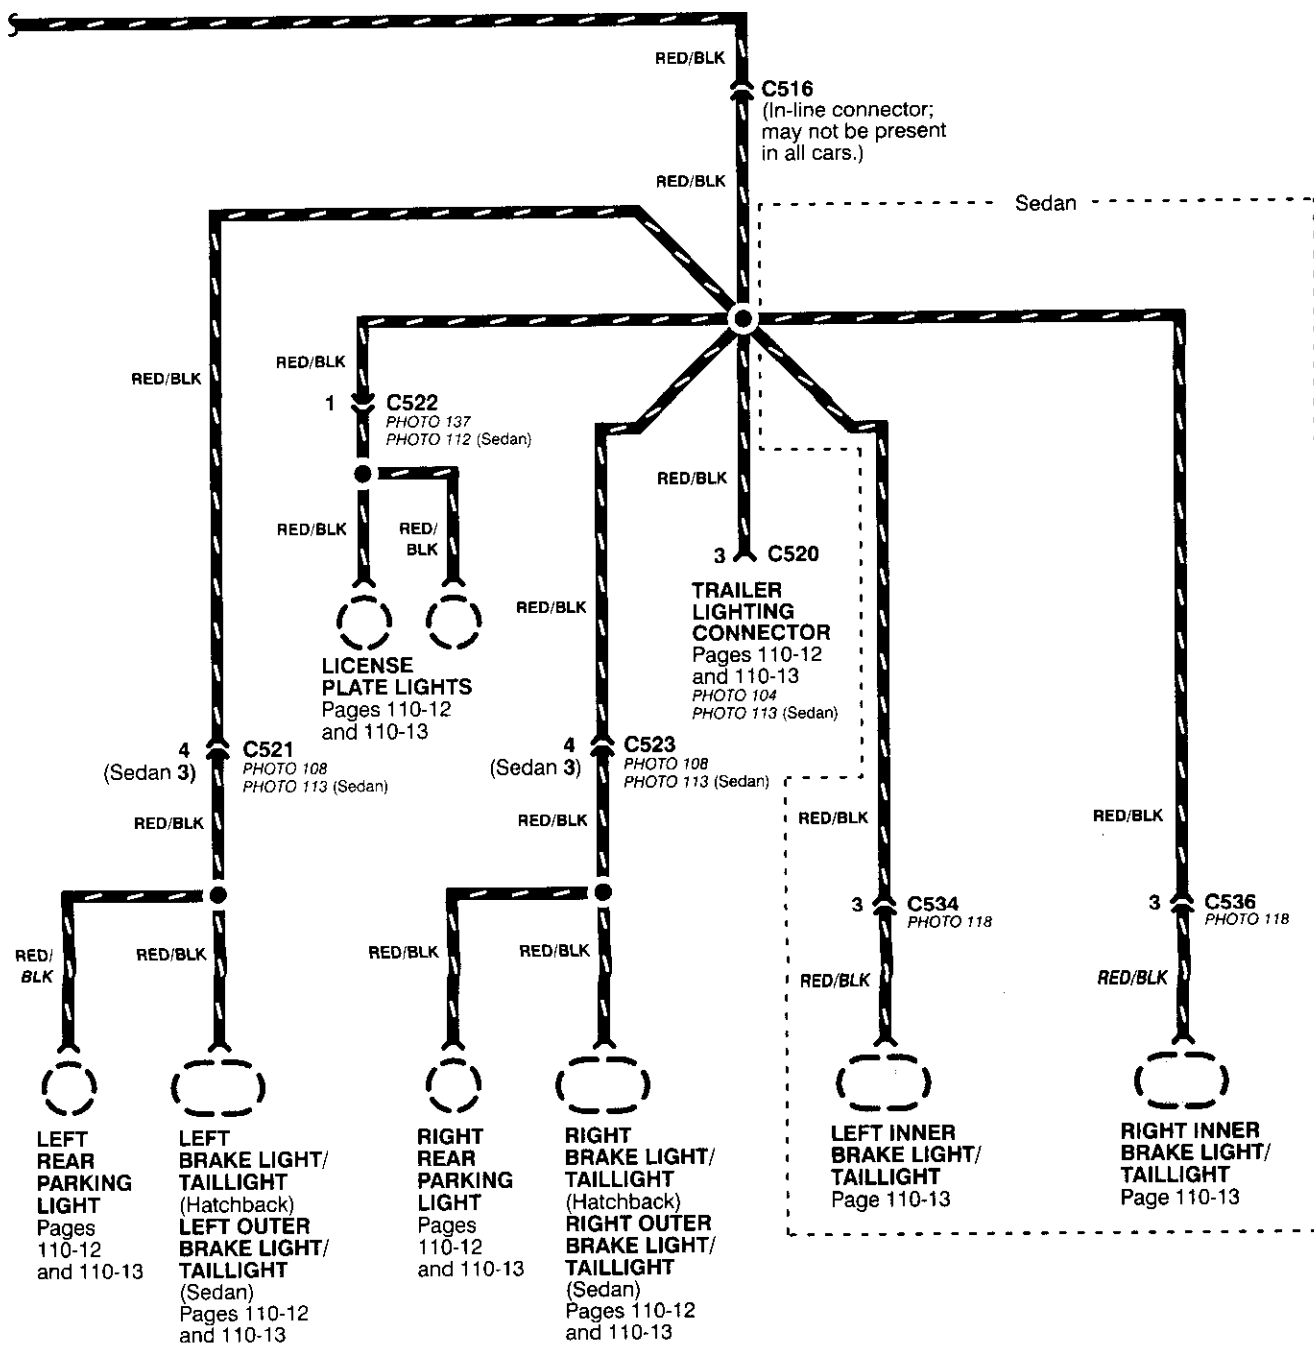 RED/BLK
C516
(In-line connector;
may not be present
in all cars.)
RED/BLK
Sedan
RED/BLK
RED/BLK
1
C522
PHOTO 137
PHOTO 112 (Sedan)
RED/BLK
RED/
BLK
LICENSE
PLATE LIGHTS
Pages 110-12
and 110-13
RED/BLK
3
C520
TRAILER
LIGHTING
CONNECTOR
Pages 110-12
and 110-13
PHOTO 104
PHOTO 113 (Sedan)
RED/BLK
4
(Sedan 3)
C521
PHOTO 108
PHOTO 113 (Sedan)
4
(Sedan 3)
C523
PHOTO 108
PHOTO 113 (Sedan)
RED/BLK
RED/BLK
RED/BLK
RED/BLK
3
C534
PHOTO 118
3
C536
PHOTO 118
RED/
BLK
RED/BLK
RED/BLK
RED/BLK
RED/BLK
RED/BLK
LEFT
REAR
PARKING
LIGHT
Pages
110-12
and 110-13
LEFT
BRAKE LIGHT/
TAILLIGHT
(Hatchback)
LEFT OUTER
BRAKE LIGHT/
TAILLIGHT
(Sedan)
Pages 110-12
and 110-13
RIGHT
REAR
PARKING
LIGHT
Pages
110-12
and 110-13
RIGHT
BRAKE LIGHT/
TAILLIGHT
(Hatchback)
RIGHT OUTER
BRAKE LIGHT/
TAILLIGHT
(Sedan)
Pages 110-12
and 110-13
LEFT INNER
BRAKE LIGHT/
TAILLIGHT
Page 110-13
RIGHT INNER
BRAKE LIGHT/
TAILLIGHT
Page 110-13